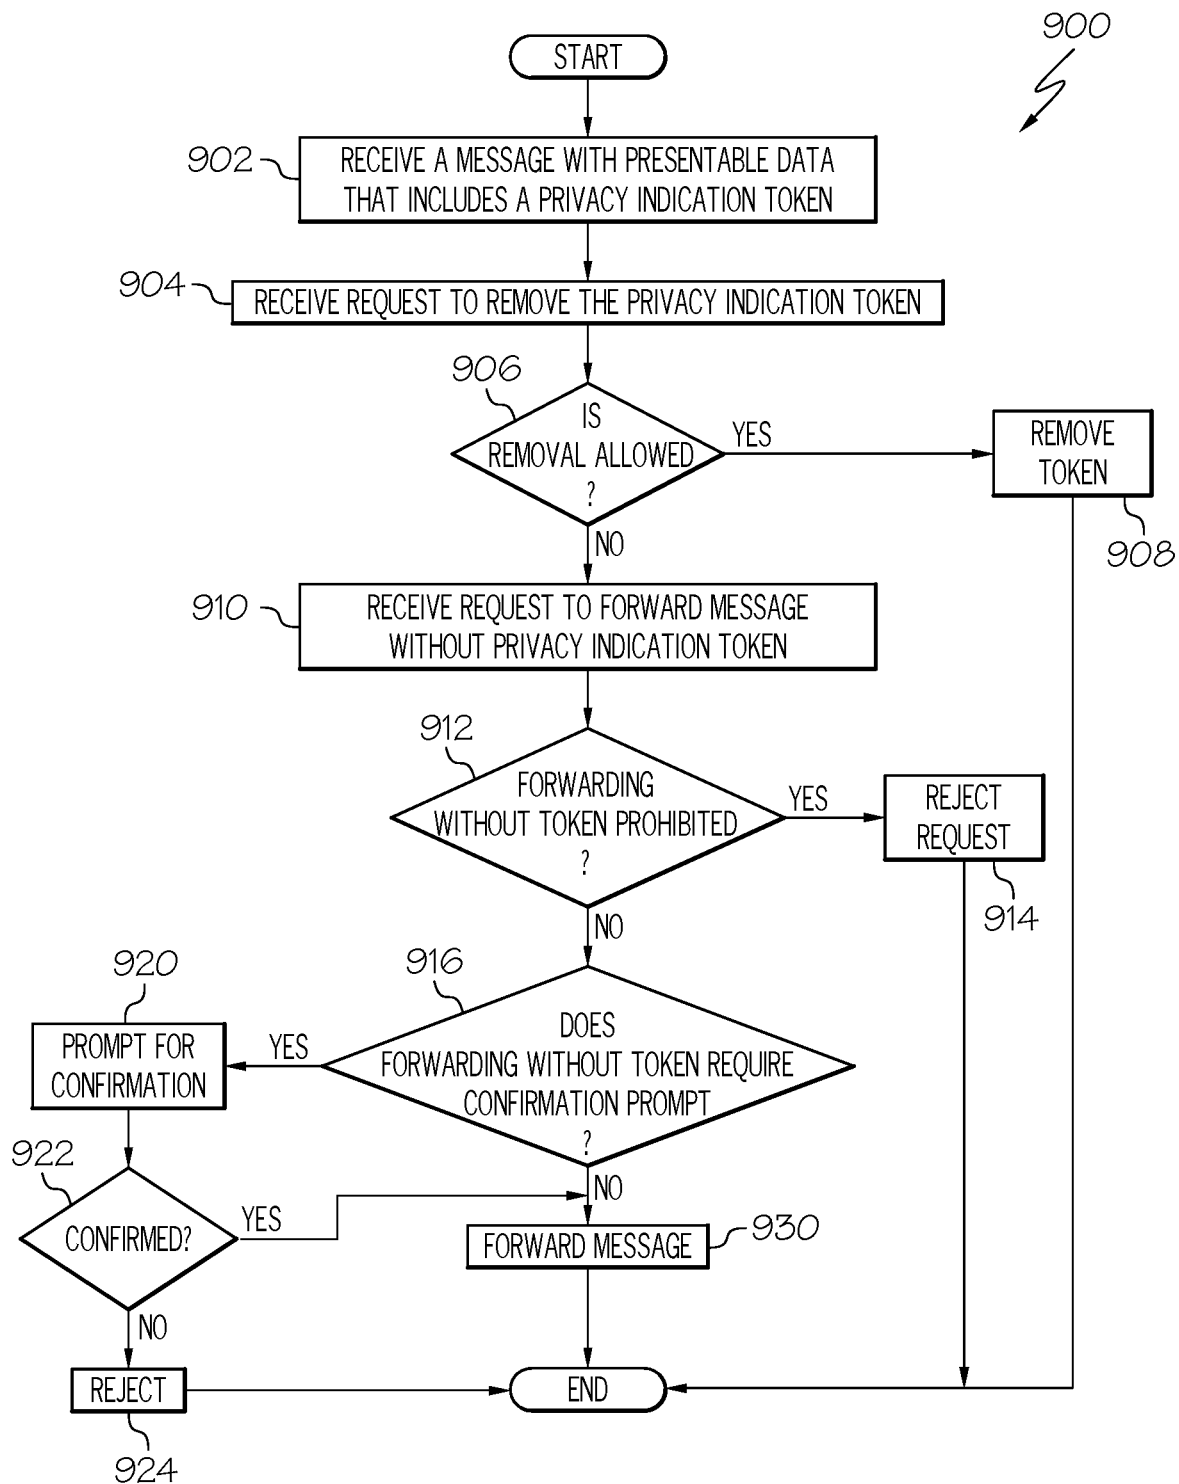 900
START
902
RECEIVE A MESSAGE WITH PRESENTABLE DATA
THAT INCLUDES A PRIVACY INDICATION TOKEN
904
RECEIVE REQUEST TO REMOVE THE PRIVACY INDICATION TOKEN
906
IS
REMOVAL ALLOWED
?
YES
REMOVE
TOKEN
908
NO
910
RECEIVE REQUEST TO FORWARD MESSAGE
WITHOUT PRIVACY INDICATION TOKEN
912
FORWARDING
WITHOUT TOKEN PROHIBITED
?
YES
REJECT
REQUEST
914
NO
916
DOES
FORWARDING WITHOUT TOKEN REQUIRE
CONFIRMATION PROMPT
?
YES
920
PROMPT FOR
CONFIRMATION
922
CONFIRMED?
YES
NO
FORWARD MESSAGE
930
NO
REJECT
924
END